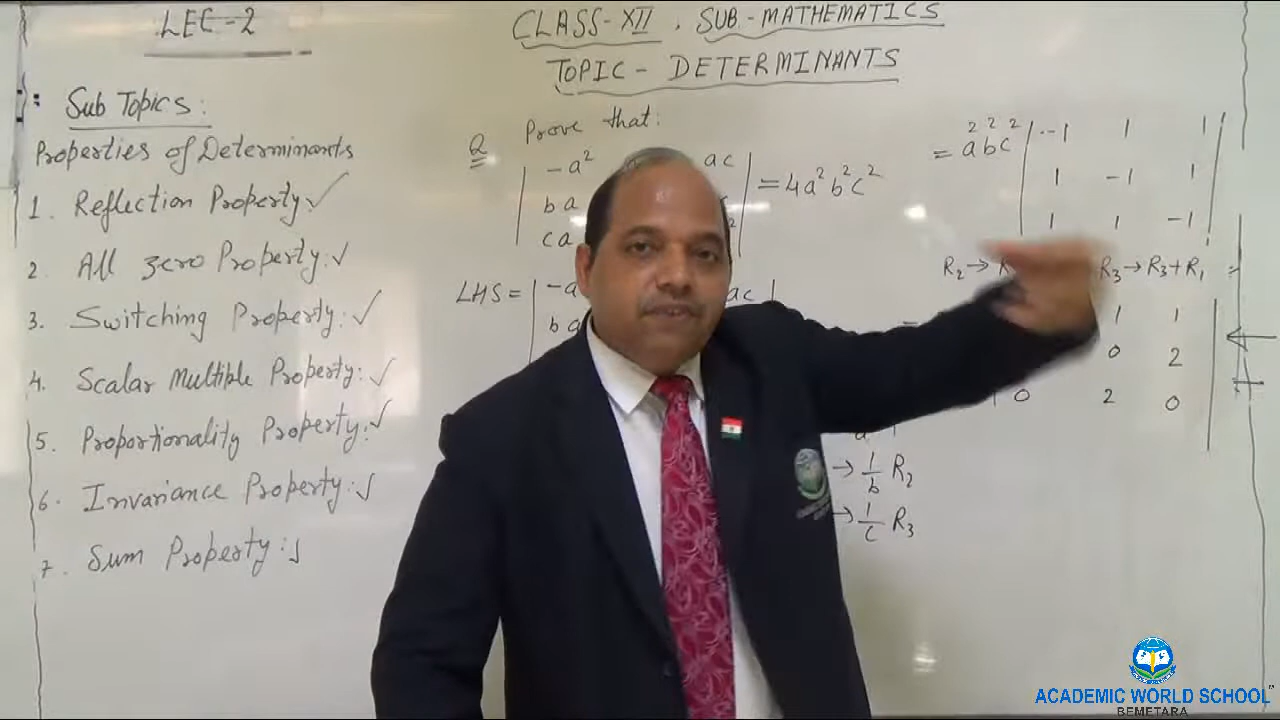 LEC-2
CLASS-XII, SUB-MATHEMATICS
TOPIC- DETERMINANTS
Sub Topics:
Properties of Determinants
1. Reflection Property ✓
2. All zero Property: ✓
3. Switching Property: ✓
4. Scalar Multiple Property: ✓
5. Proportionality Property: ✓
6. Invariance Property: ✓
7. Sum Property: ✓
Q Prove that:
-a² ac
ba = 4a²b²c²
ca
LHS = -a ac
ba
→ 1/b R₂
→ 1/c R₃
= a²b²c² | -1 1 1 |
| 1 -1 1 |
| 1 1 -1 |
R₂ → R₃ → R₃ + R₁
1 1
0 2
0 2 0
ACADEMIC WORLD SCHOOL
BEMETARA